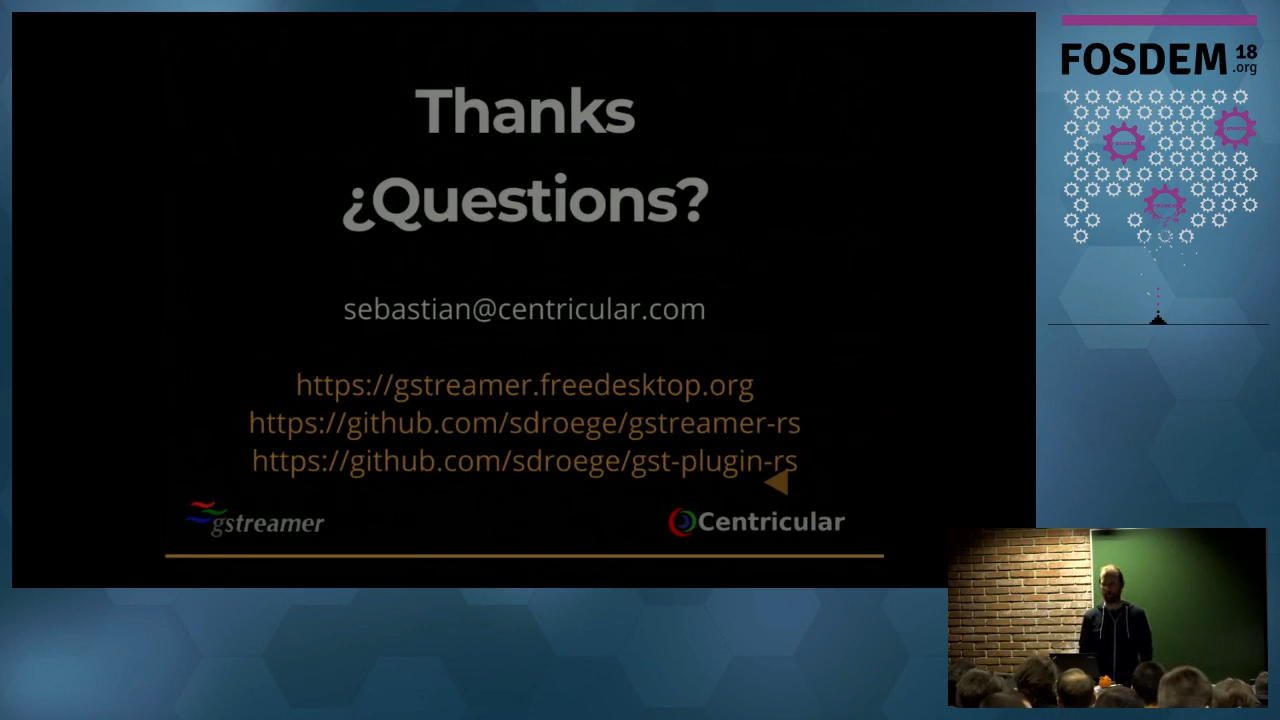 Thanks
¿Questions?
sebastian@centricular.com
https://gstreamer.freedesktop.org
https://github.com/sdroege/gstreamer-rs
https://github.com/sdroege/gst-plugin-rs
gstreamer
Centricular
FOSDEM 18
.org